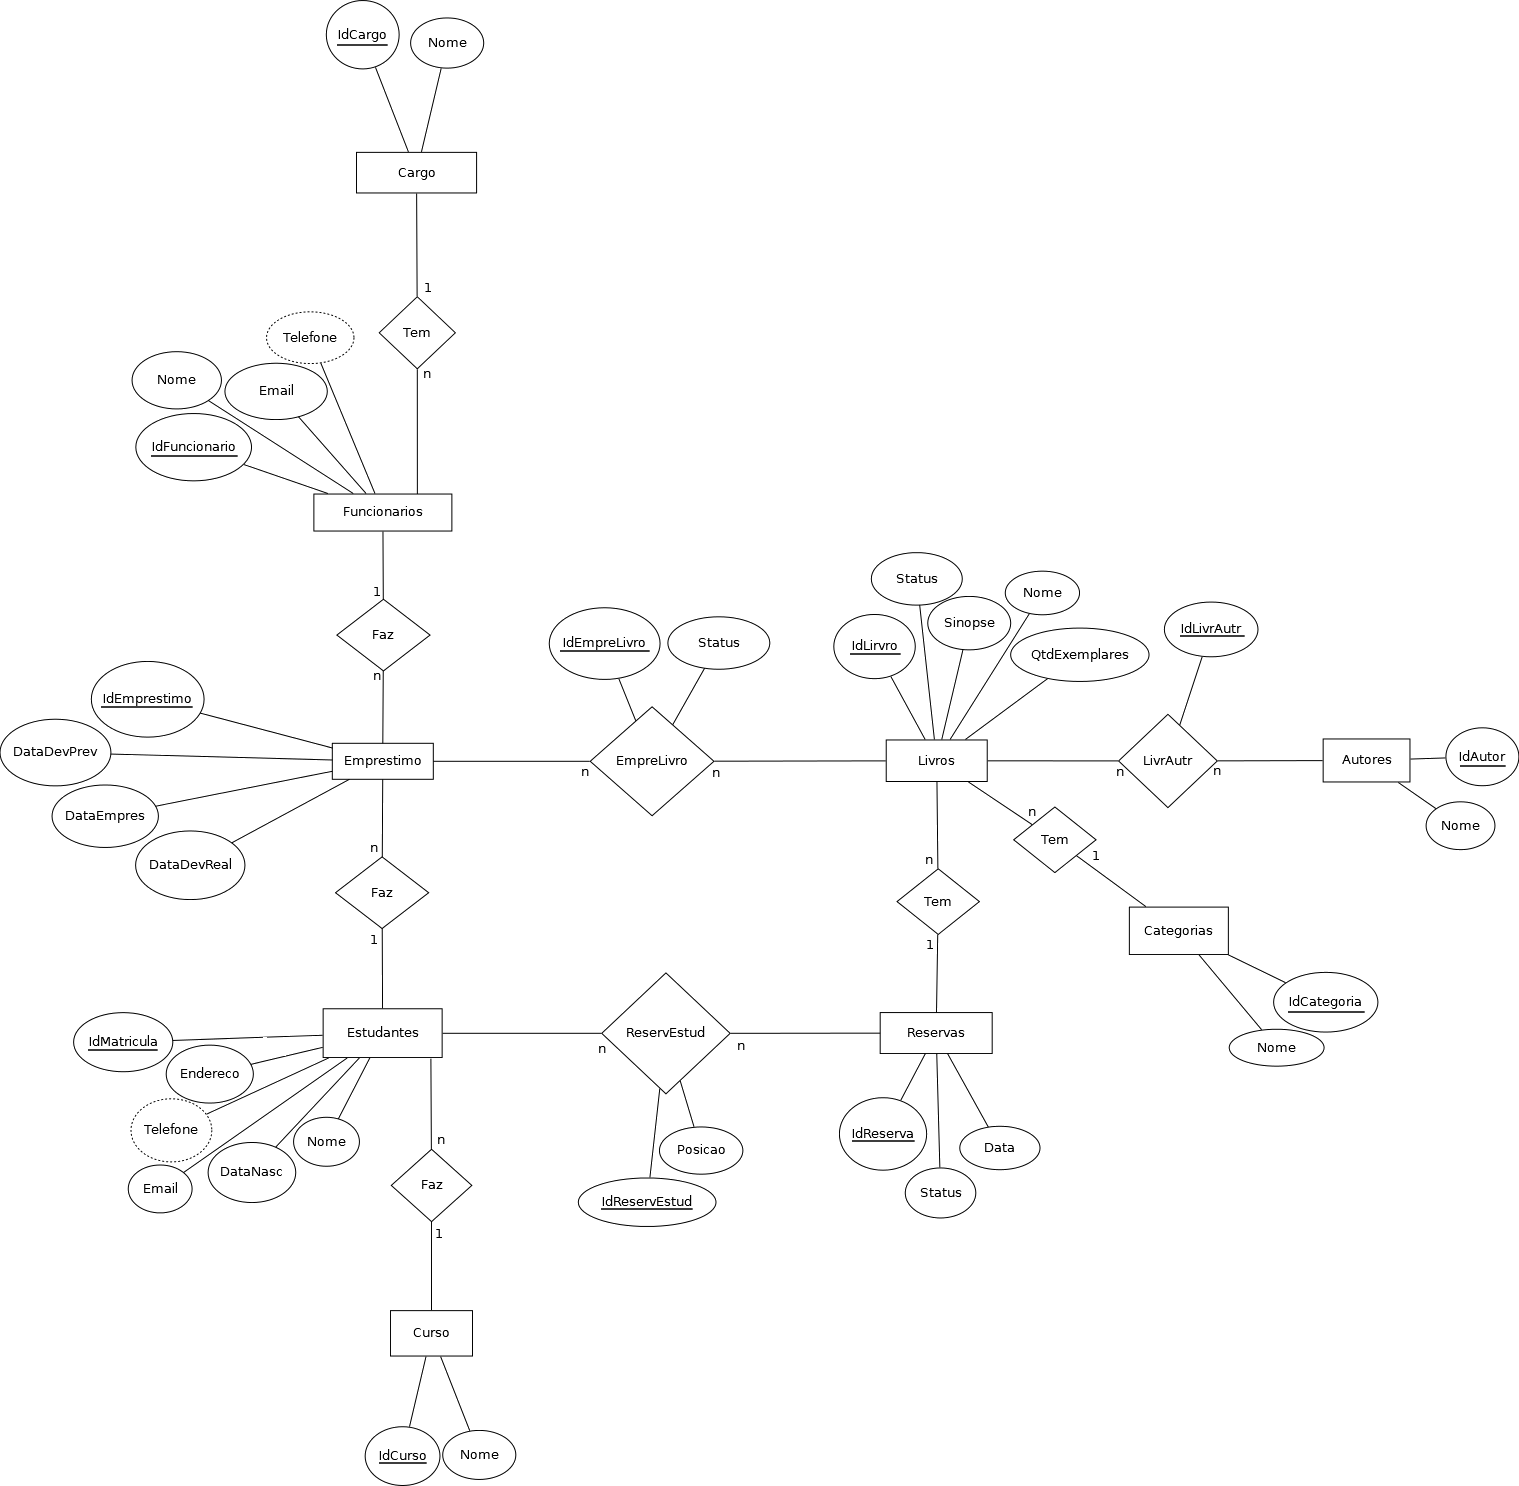 IdCargo
Nome
Cargo
1
Tem
n
Telefone
Nome
Email
IdFuncionario
Funcionarios
1
Faz
n
IdEmprestimo
DataDevPrev
DataEmpres
DataDevReal
Emprestimo
n
EmpreLivro
n
IdEmpreLivro
Status
Status
Sinopse
Nome
IdLirvro
QtdExemplares
Livros
n
LivrAutr
n
IdLivrAutr
Autores
IdAutor
Nome
n
Tem
1
Categorias
IdCategoria
Nome
n
Tem
1
n
Faz
1
Estudantes
n
ReservEstud
n
Reservas
IdMatricula
Endereco
Telefone
Email
DataNasc
Nome
Posicao
IdReservEstud
IdReserva
Status
Data
n
Faz
1
Curso
IdCurso
Nome